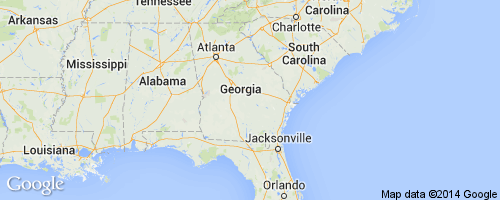 Tennessee
Carolina
Arkansas
Charlotte
Atlanta
South
Carolina
Mississippi
Alabama
Georgia
Jacksonville
Louisiana
Orlando
Google
Map data ©2014 Google